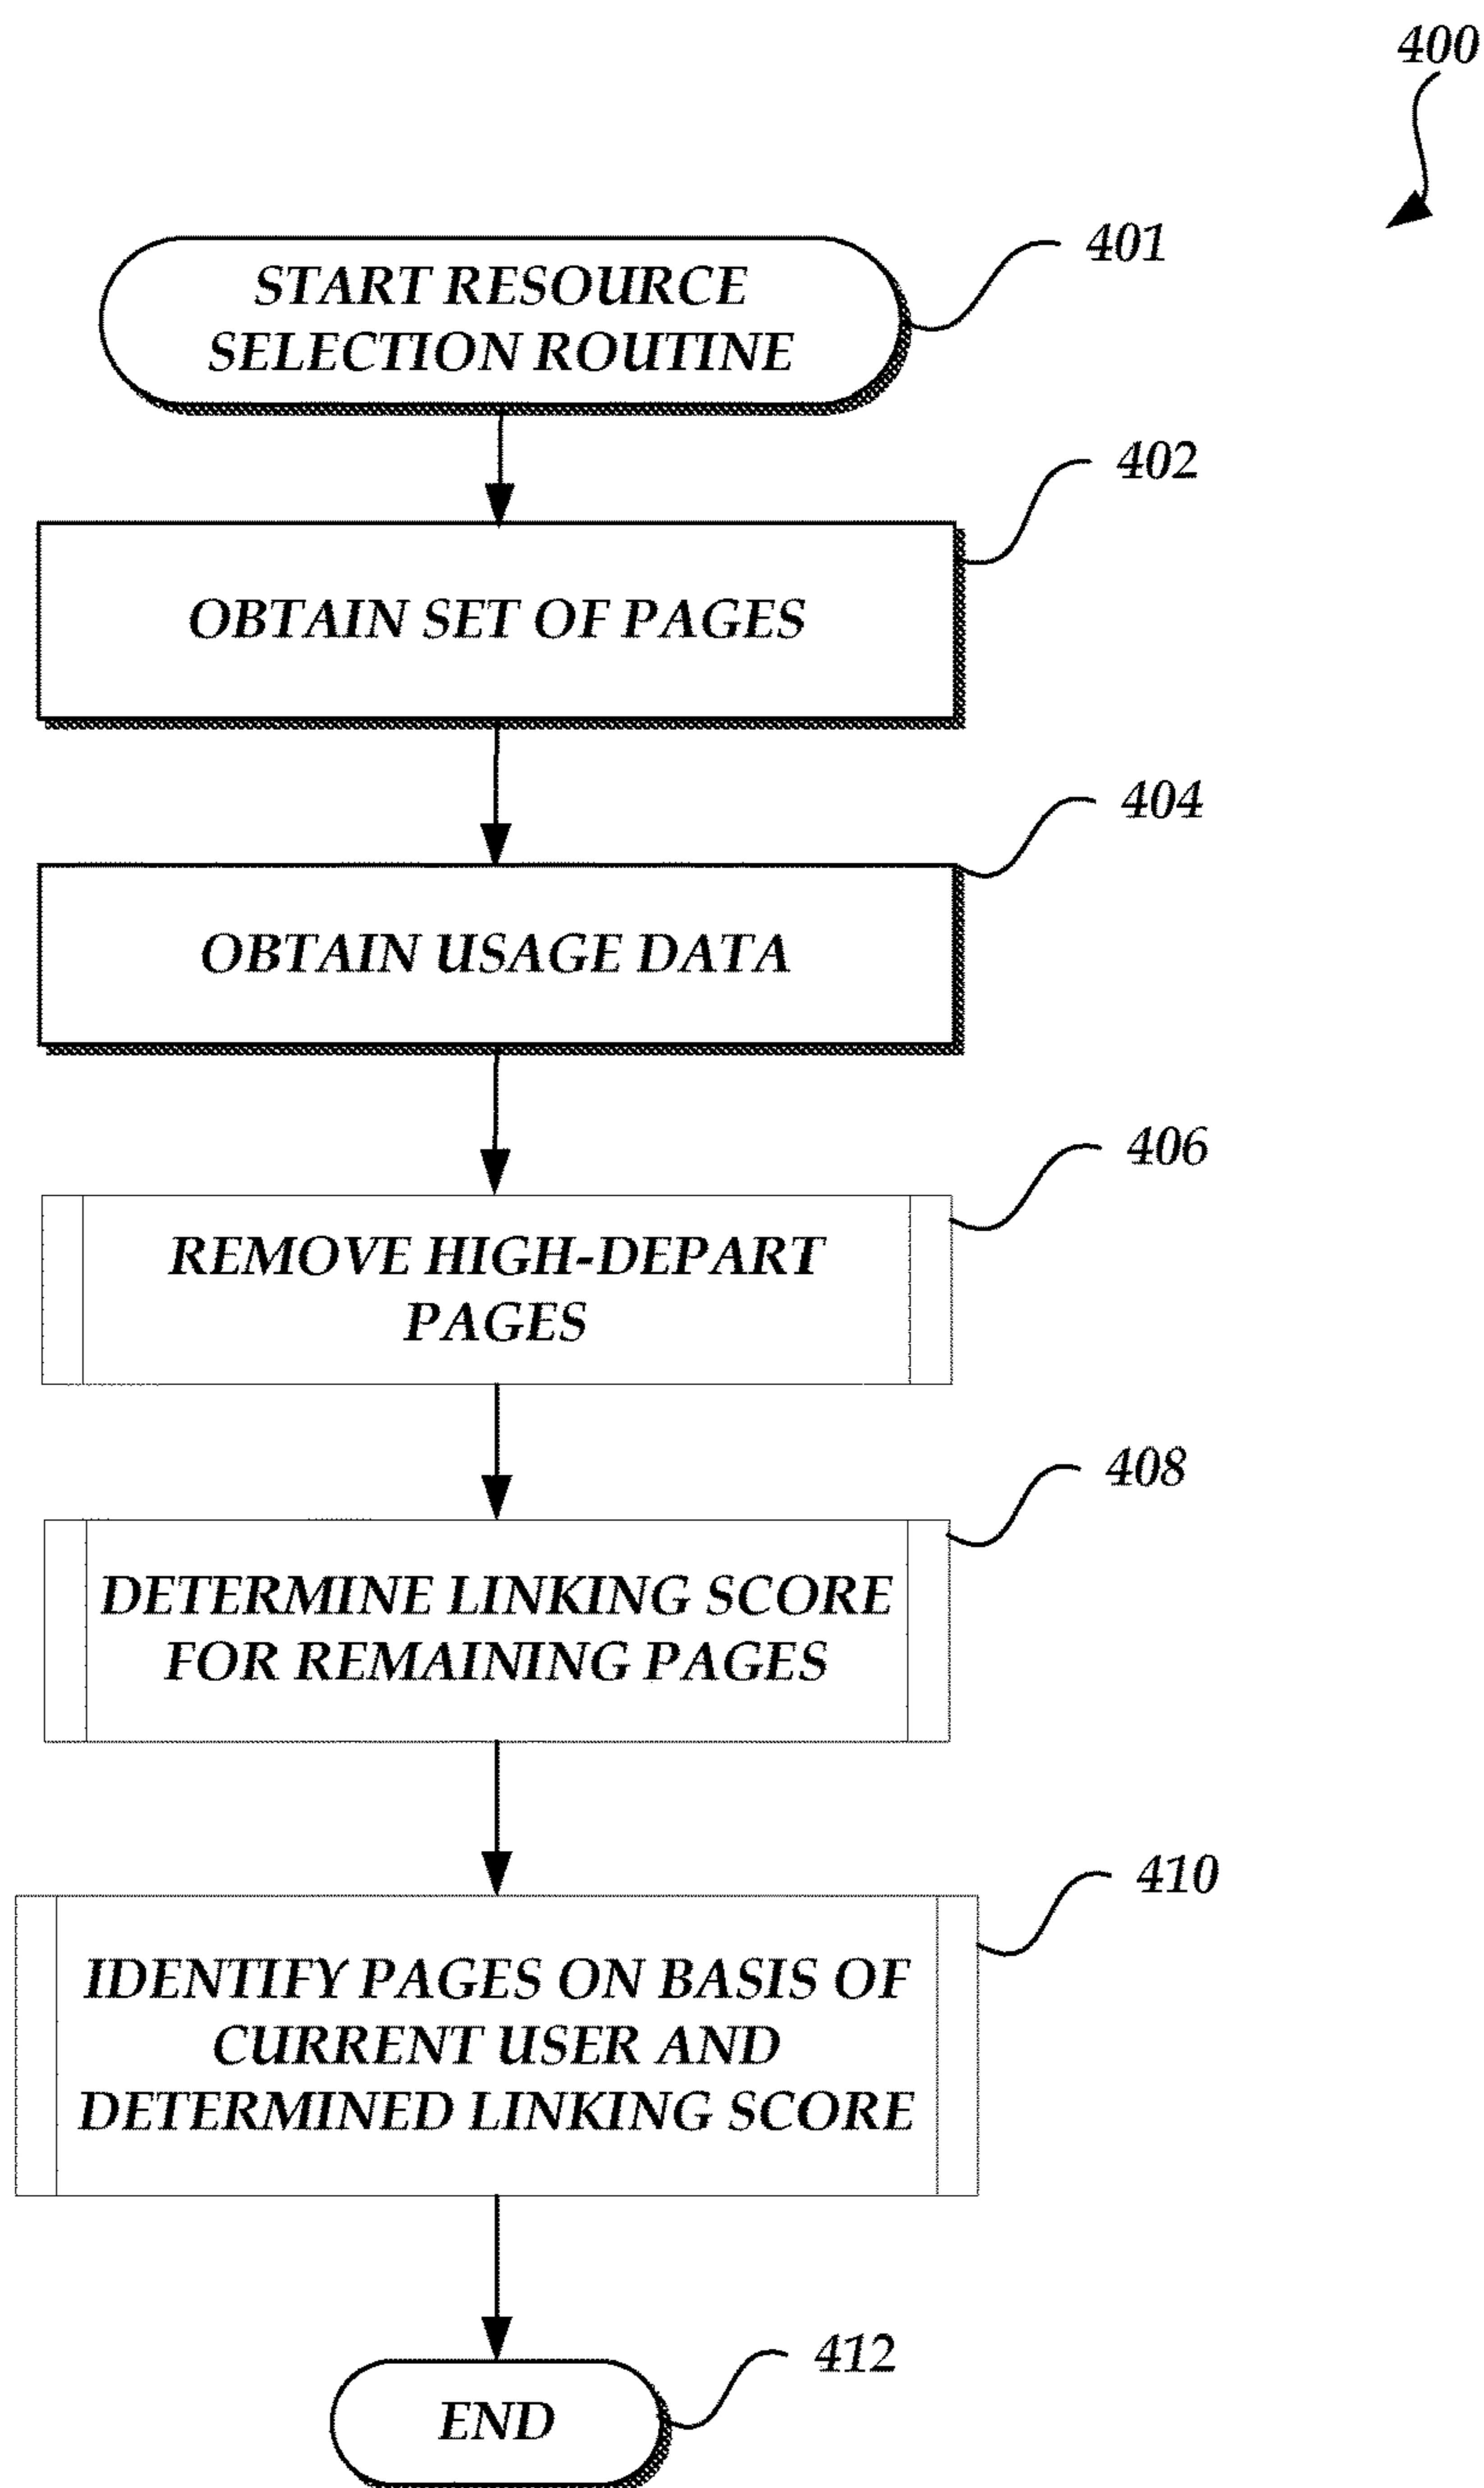 400
START RESOURCE
SELECTION ROUTINE
401
402
OBTAIN SET OF PAGES
404
OBTAIN USAGE DATA
406
REMOVE HIGH-DEPART
PAGES
408
DETERMINE LINKING SCORE
FOR REMAINING PAGES
410
IDENTIFY PAGES ON BASIS OF
CURRENT USER AND
DETERMINED LINKING SCORE
412
END